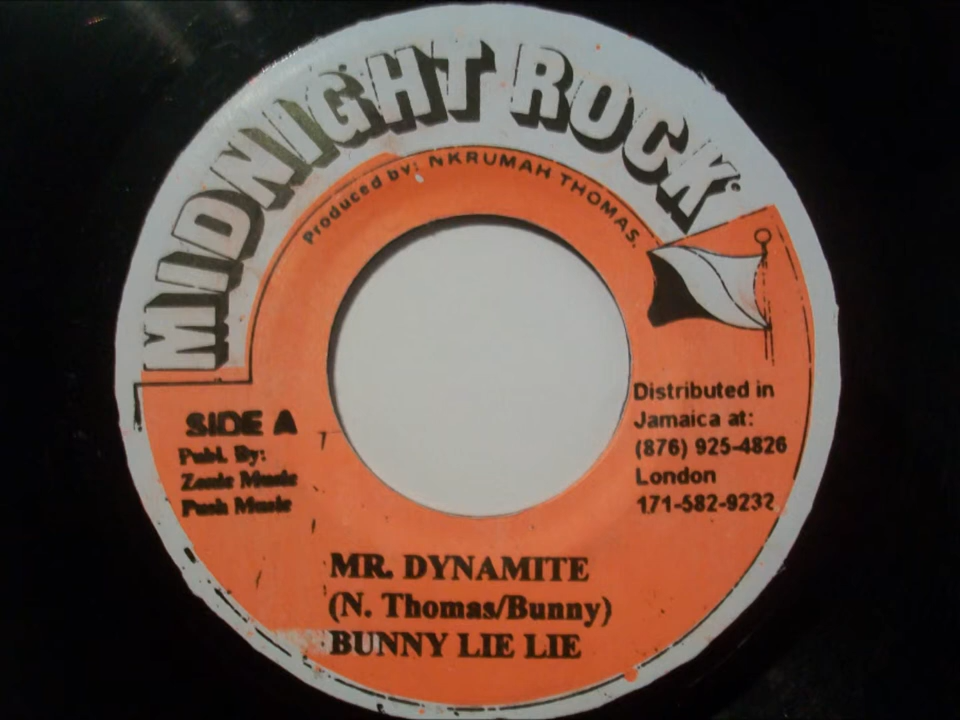 MIDNIGHT ROCK
Produced by: NKRUMAH THOMAS.
SIDE A
Publ. By:
Zonic Music
Push Music
Distributed in
Jamaica at:
(876) 925-4826
London
171-582-9232
MR. DYNAMITE
(N. Thomas/Bunny)
BUNNY LIE LIE